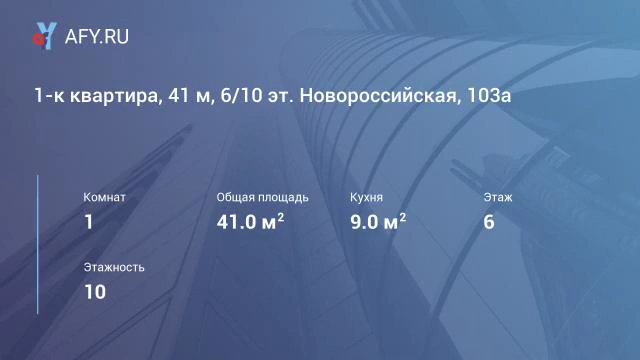 AFY.RU
1-к квартира, 41 м, 6/10 эт. Новороссийская, 103а
Комнат Общая площадь Кухня Этаж
1 41.0 м² 9.0 м² 6
Этажность
10